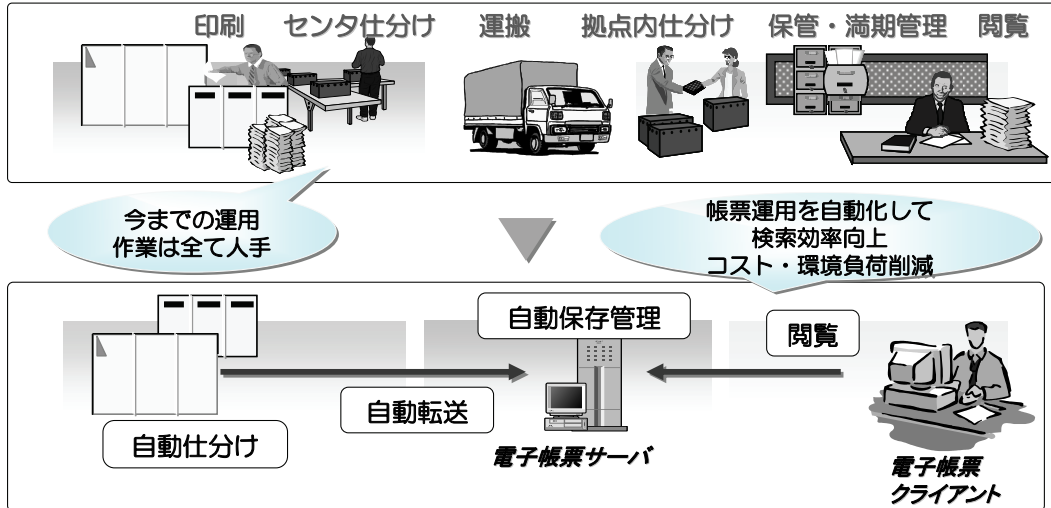 印刷 センタ仕分け 運搬 拠点内仕分け 保管・満期管理 閲覧
今までの運用
作業は全て人手
帳票運用を自動化して
検索効率向上
コスト・環境負荷削減
自動保存管理
閲覧
自動転送
自動仕分け
電子帳票サーバ
電子帳票
クライアント